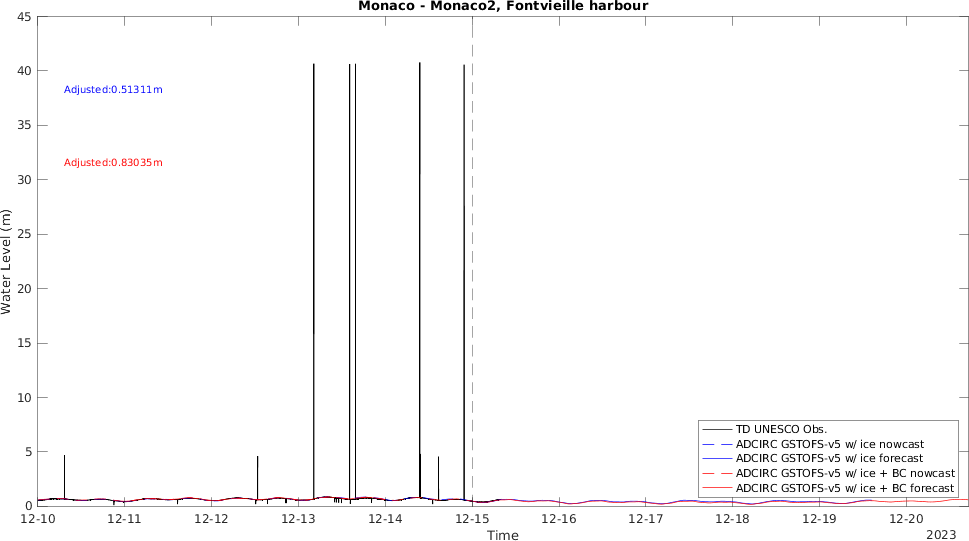 Monaco - Monaco2, Fontvieille harbour
45
40
35
30
25
20
15
10
5
0
Water Level (m)
Adjusted:0.51311m
Adjusted:0.83035m
TD UNESCO Obs.
ADCIRC GSTOFS-v5 w/ ice nowcast
ADCIRC GSTOFS-v5 w/ ice forecast
ADCIRC GSTOFS-v5 w/ ice + BC nowcast
ADCIRC GSTOFS-v5 w/ ice + BC forecast
12-10 12-11 12-12 12-13 12-14 12-15 12-16 12-17 12-18 12-19 12-20
Time
2023